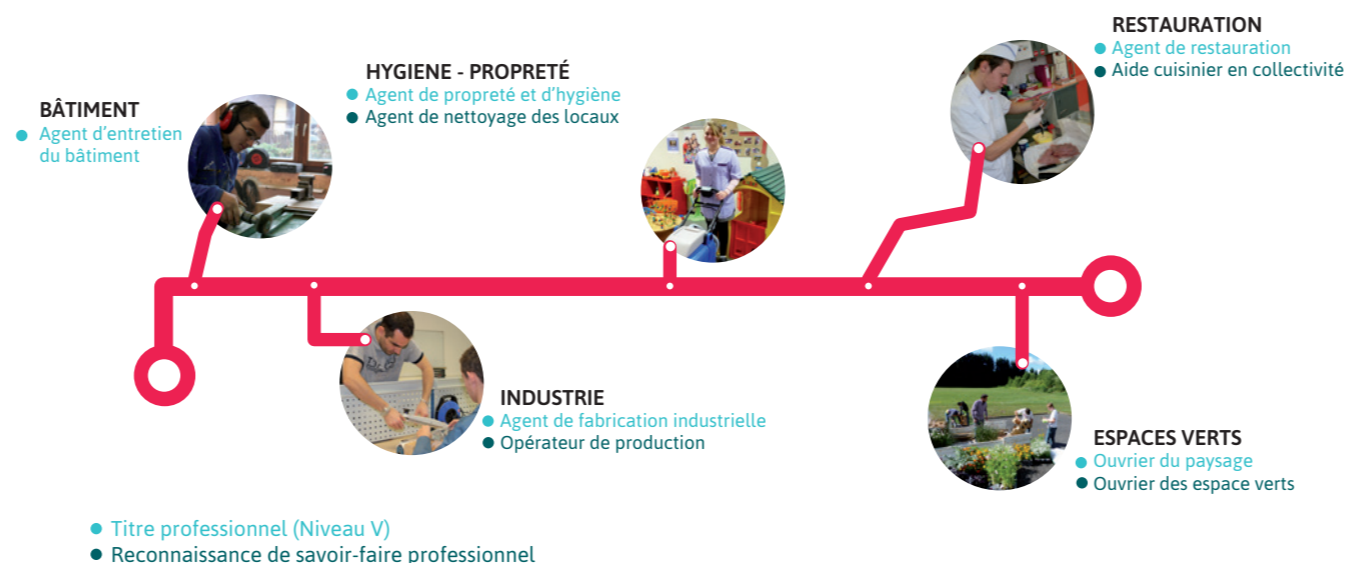 BÂTIMENT
Agent d'entretien
du bâtiment
HYGIENE - PROPRETÉ
Agent de propreté et d'hygiène
Agent de nettoyage des locaux
RESTAURATION
Agent de restauration
Aide cuisinier en collectivité
INDUSTRIE
Agent de fabrication industrielle
Opérateur de production
ESPACES VERTS
Ouvrier du paysage
Ouvrier des espace verts
Titre professionnel (Niveau V)
Reconnaissance de savoir-faire professionnel